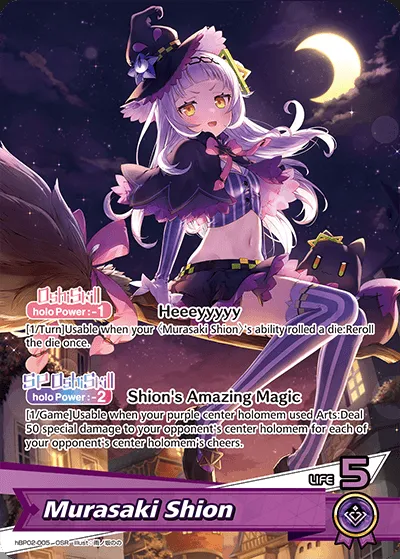 Oshi Skill
holo Power:-1
Heeeyyyyy
[1/Turn]Usable when your 〈Murasaki Shion〉's ability rolled a die:Reroll
the die once.
SP Oshi Skill
holo Power:-2
Shion's Amazing Magic
[1/Game]Usable when your purple center holomem used Arts:Deal
50 special damage to your opponent's center holomem for each of
your opponent's center holomem's cheers.
LIFE 5
Murasaki Shion
hBP02-005 OSR illust